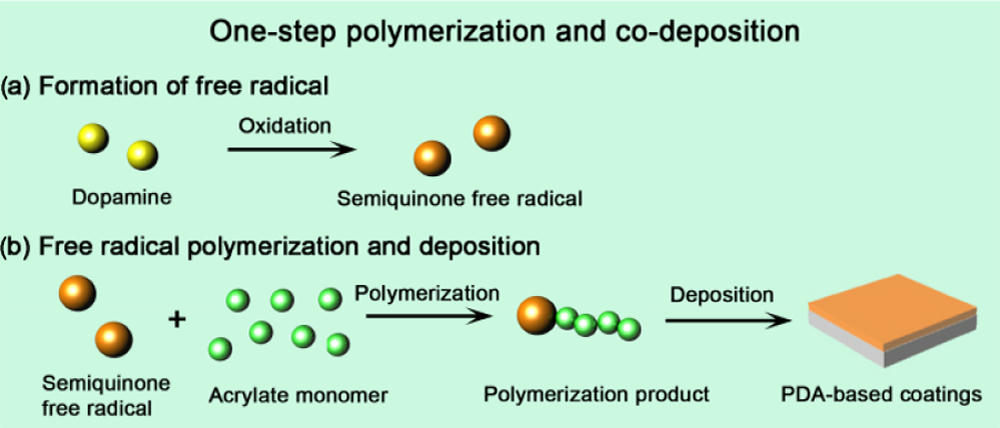 One-step polymerization and co-deposition
(a) Formation of free radical
Oxidation
Dopamine
Semiquinone free radical
(b) Free radical polymerization and deposition
+
Polymerization
Deposition
Semiquinone
free radical
Acrylate monomer
Polymerization product
PDA-based coatings